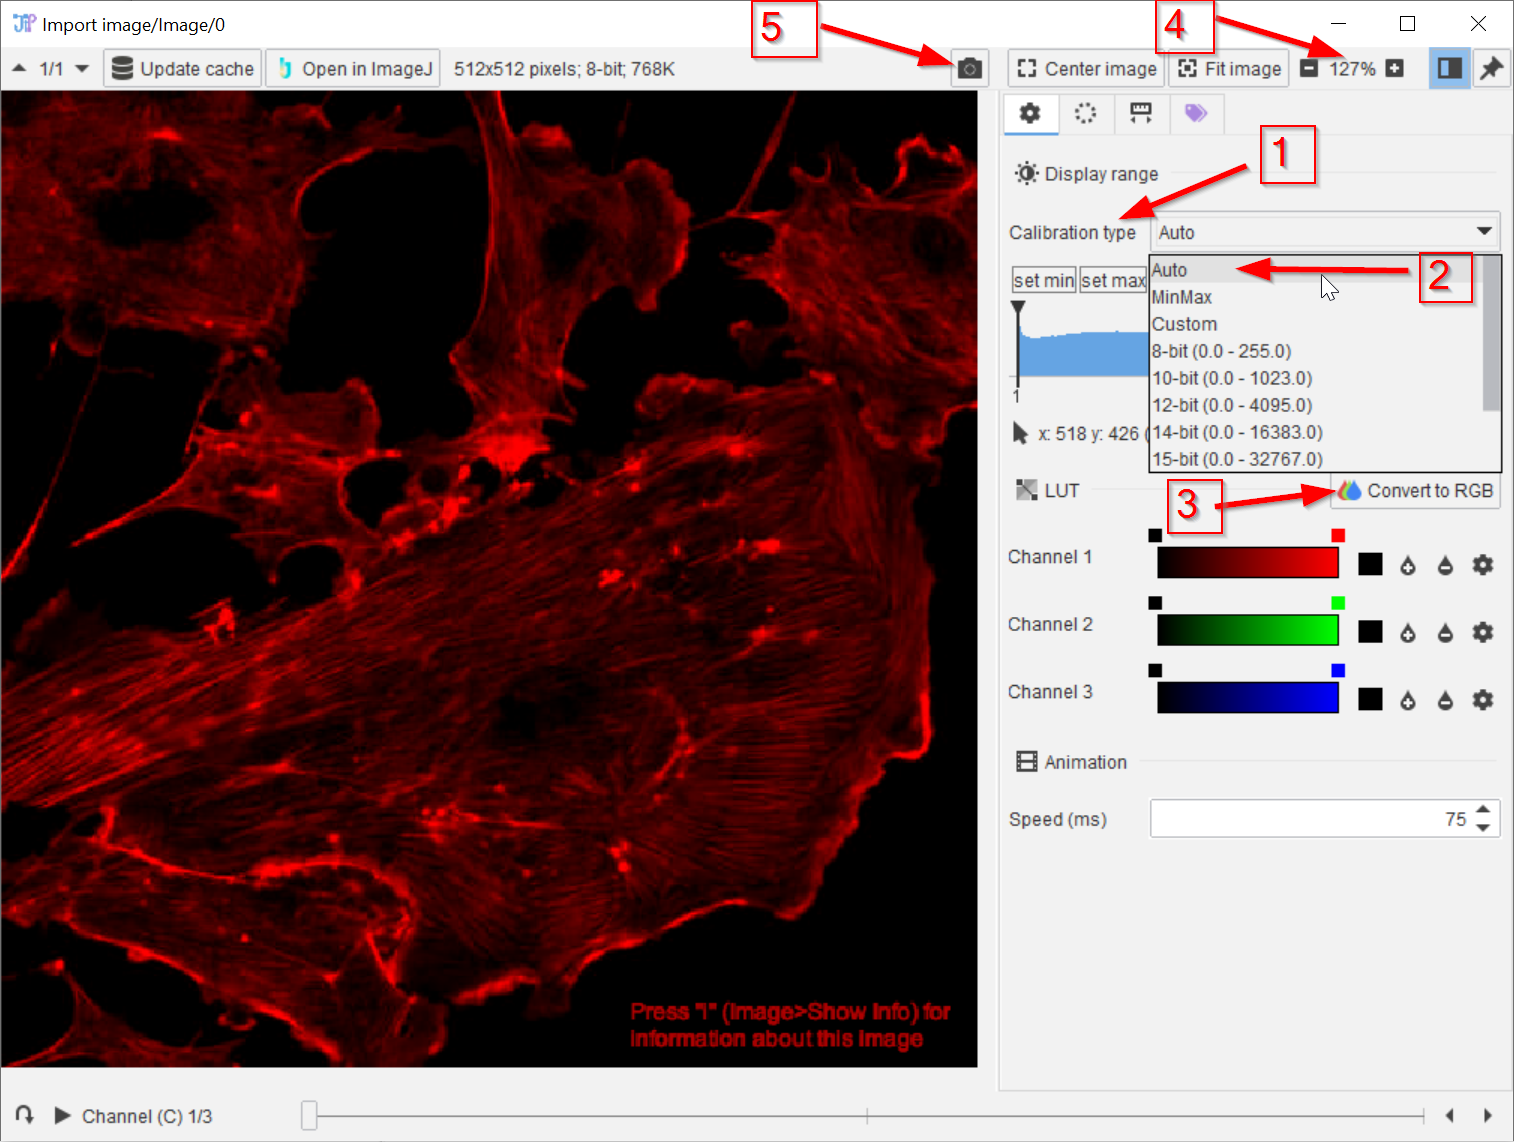 JIP Import image/Image/0
5
4
1/1 Update cache Open in ImageJ 512x512 pixels; 8-bit; 768K Center image Fit image 127%
1
Display range
Calibration type Auto
2
set min set max
Auto
MinMax
Custom
8-bit (0.0 - 255.0)
10-bit (0.0 - 1023.0)
12-bit (0.0 - 4095.0)
14-bit (0.0 - 16383.0)
15-bit (0.0 - 32767.0)
1
x: 518 y: 426 (
LUT
3
Convert to RGB
Channel 1
Channel 2
Channel 3
Animation
Speed (ms) 75
Press "I" (Image>Show Info) for
information about this image
Channel (C) 1/3